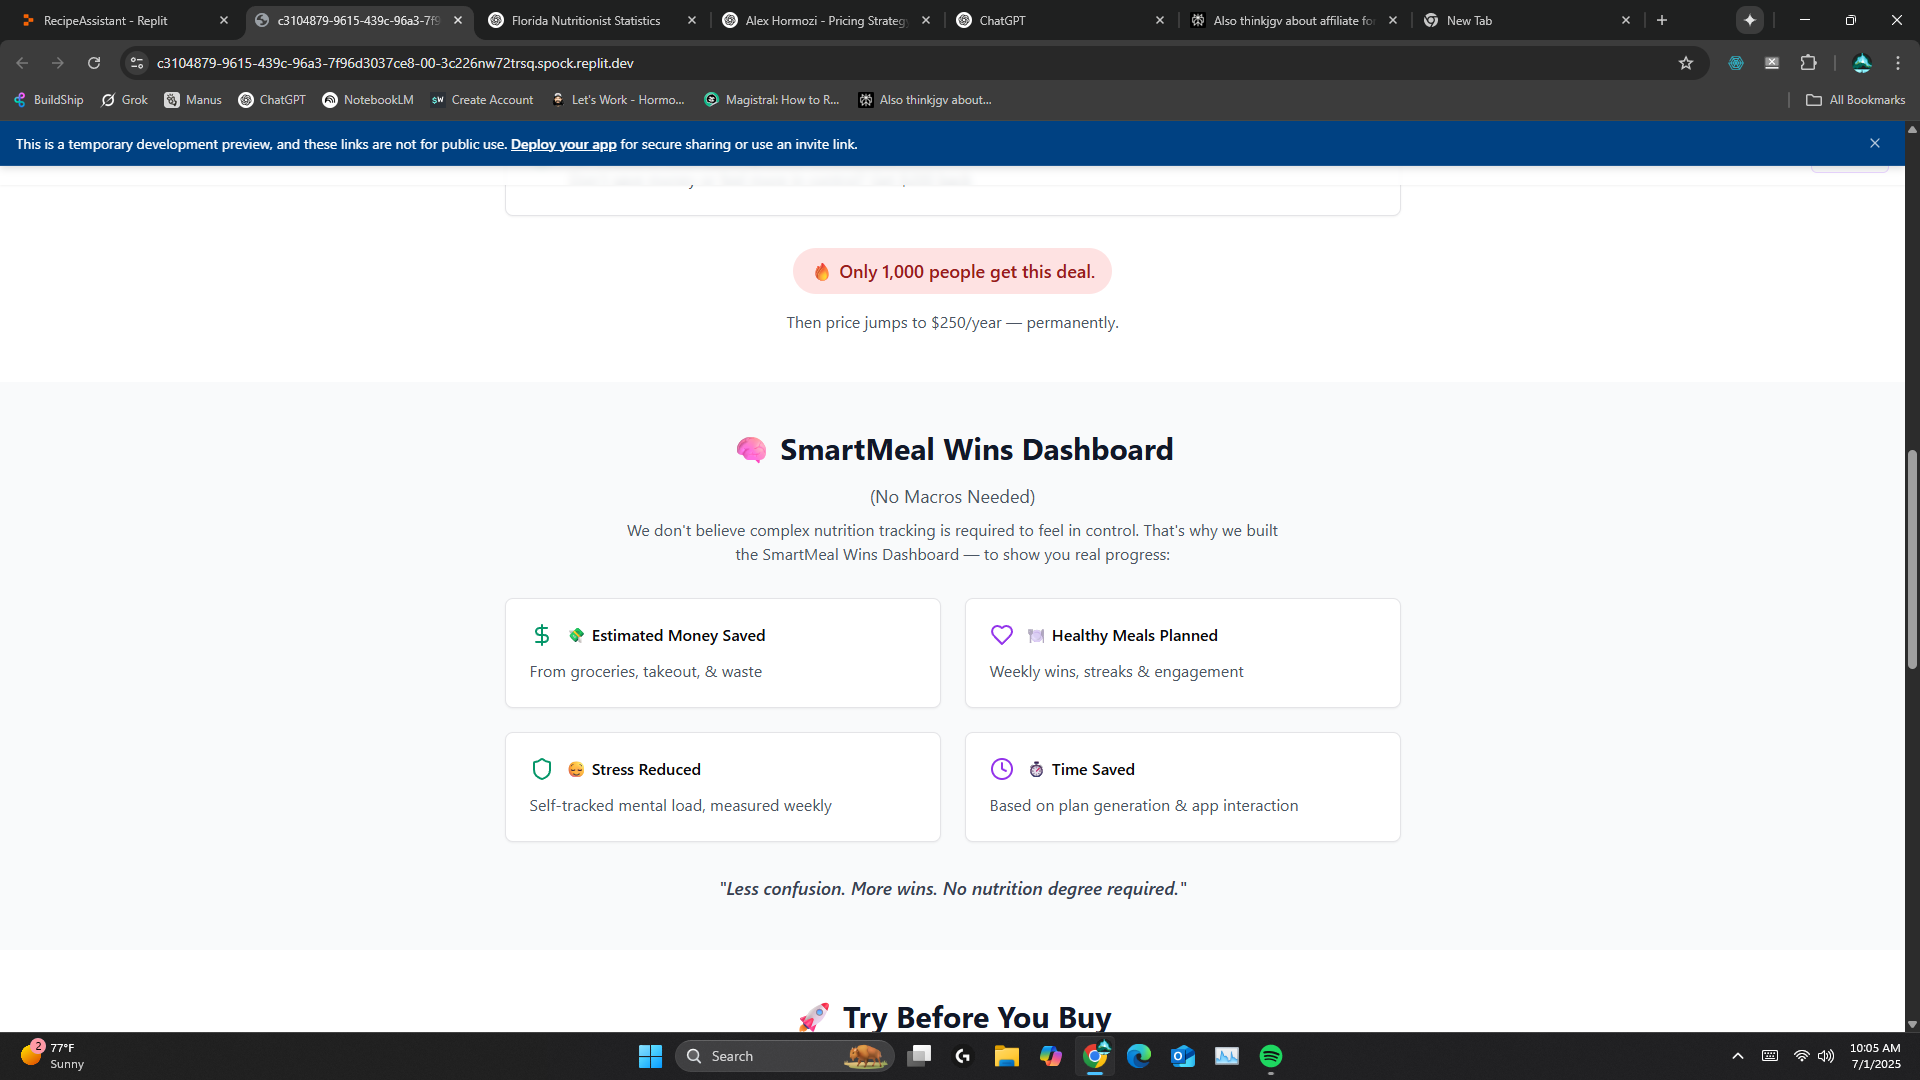 RecipeAssistant - Replit
c3104879-9615-439c-96a3-7f9
Florida Nutritionist Statistics
Alex Hormozi - Pricing Strateg
ChatGPT
Also thinkjgv about affiliate fo
New Tab
c3104879-9615-439c-96a3-7f96d3037ce8-00-3c226nw72trsq.spock.replit.dev
BuildShip
Grok
Manus
ChatGPT
NotebookLM
$W Create Account
Let's Work - Hormo...
Magistral: How to R...
Also thinkjgv about...
All Bookmarks
This is a temporary development preview, and these links are not for public use. Deploy your app for secure sharing or use an invite link.
🔥 Only 1,000 people get this deal.
Then price jumps to $250/year — permanently.
🧠 SmartMeal Wins Dashboard
(No Macros Needed)
We don't believe complex nutrition tracking is required to feel in control. That's why we built
the SmartMeal Wins Dashboard — to show you real progress:
💸 Estimated Money Saved
From groceries, takeout, & waste
🍽️ Healthy Meals Planned
Weekly wins, streaks & engagement
😌 Stress Reduced
Self-tracked mental load, measured weekly
⏱️ Time Saved
Based on plan generation & app interaction
"Less confusion. More wins. No nutrition degree required."
🚀 Try Before You Buy
2
77°F
Sunny
Search
10:05 AM
7/1/2025